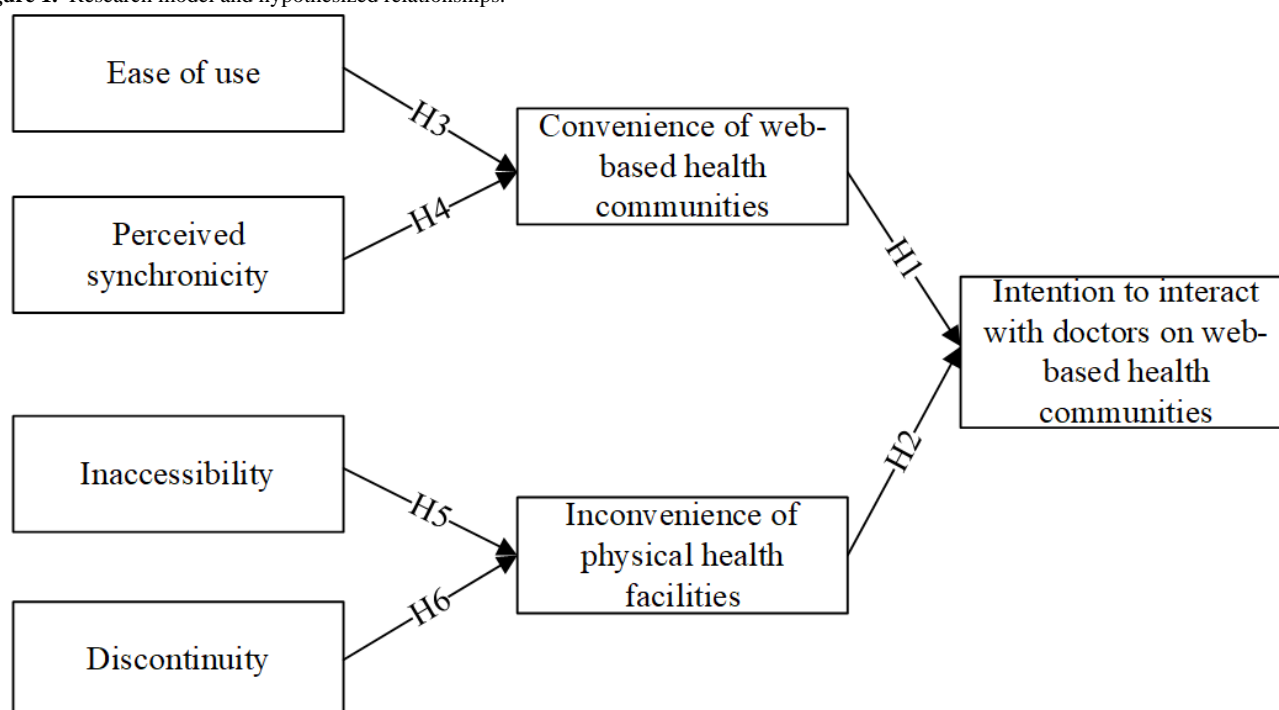 Research model and hypothesized relationships.
Ease of use
H3
Perceived
synchronicity
H4
Convenience of web-
based health
communities
H1
Intention to interact
with doctors on web-
based health
communities
Inaccessibility
H5
Discontinuity
H6
Inconvenience of
physical health
facilities
H2